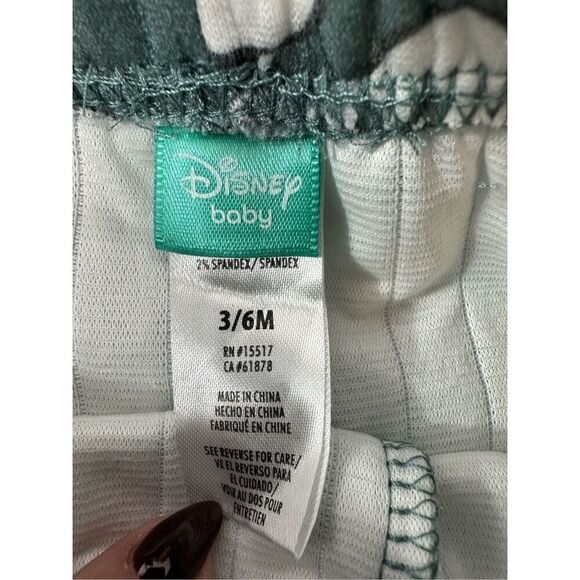 Disney
baby
2% SPANDEX/ SPANDEX
3/6M
RN #15517
CA #61878
MADE IN CHINA
HECHO EN CHINA
FABRIQUÉ EN CHINE
SEE REVERSE FOR CARE/
VE EL REVERSO PARA
EL CUIDADO/
VOIR AU DOS POUR
ENTRETIEN